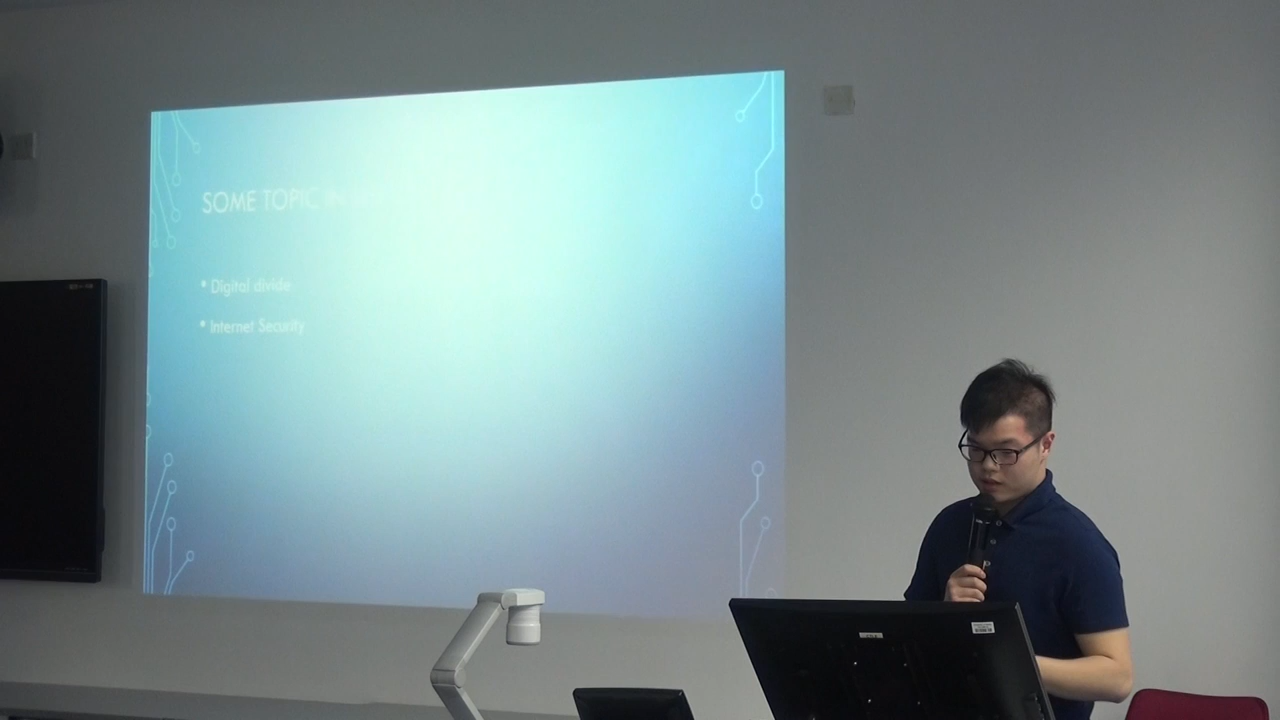 SOME TOPIC
• Digital divide
• Internet Security